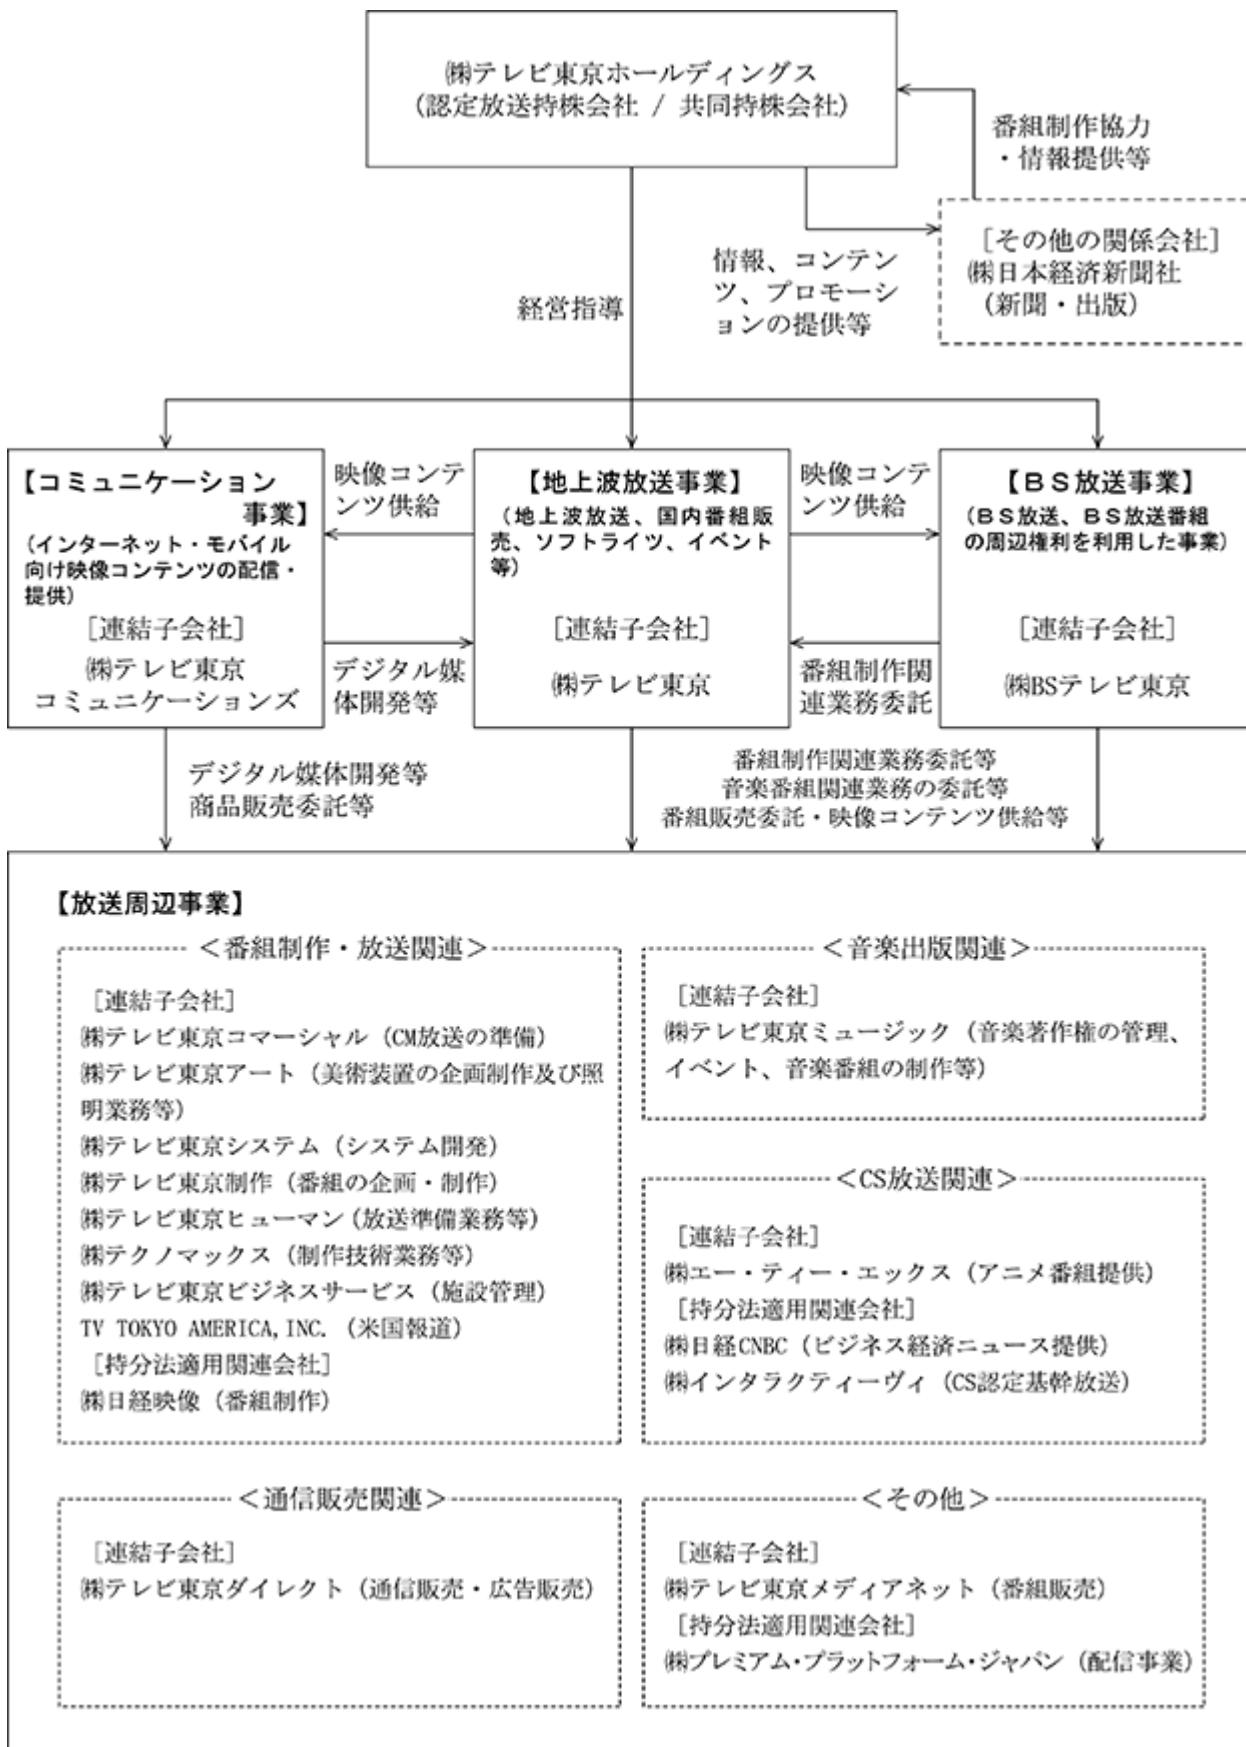 ㈱テレビ東京ホールディングス
(認定放送持株会社 / 共同持株会社)
番組制作協力
・情報提供等
[その他の関係会社]
㈱日本経済新聞社
(新聞・出版)
情報、コンテン
ツ、プロモーシ
ョンの提供等
経営指導
【コミュニケーション
事業】
(インターネット・モバイル
向け映像コンテンツの配信・
提供)
[連結子会社]
㈱テレビ東京
コミュニケーションズ
映像コンテ
ンツ供給
デジタル媒
体開発等
【地上波放送事業】
(地上波放送、国内番組販
売、ソフトライツ、イベント
等)
[連結子会社]
㈱テレビ東京
映像コンテ
ンツ供給
番組制作関
連業務委託
【BS放送事業】
(BS放送、BS放送番組
の周辺権利を利用した事業)
[連結子会社]
㈱BSテレビ東京
デジタル媒体開発等
商品販売委託等
番組制作関連業務委託等
音楽番組関連業務の委託等
番組販売委託・映像コンテンツ供給等
【放送周辺事業】
<番組制作・放送関連>
[連結子会社]
㈱テレビ東京コマーシャル (CM放送の準備)
㈱テレビ東京アート (美術装置の企画制作及び照
明業務等)
㈱テレビ東京システム (システム開発)
㈱テレビ東京制作 (番組の企画・制作)
㈱テレビ東京ヒューマン (放送準備業務等)
㈱テクノマックス (制作技術業務等)
㈱テレビ東京ビジネスサービス (施設管理)
TV TOKYO AMERICA,INC. (米国報道)
[持分法適用関連会社]
㈱日経映像 (番組制作)
<音楽出版関連>
[連結子会社]
㈱テレビ東京ミュージック (音楽著作権の管理、
イベント、音楽番組の制作等)
<CS放送関連>
[連結子会社]
㈱エー・ティー・エックス (アニメ番組提供)
[持分法適用関連会社]
㈱日経CNBC (ビジネス経済ニュース提供)
㈱インタラクティーヴィ (CS認定基幹放送)
<通信販売関連>
[連結子会社]
㈱テレビ東京ダイレクト (通信販売・広告販売)
<その他>
[連結子会社]
㈱テレビ東京メディアネット (番組販売)
[持分法適用関連会社]
㈱プレミアム・プラットフォーム・ジャパン (配信事業)